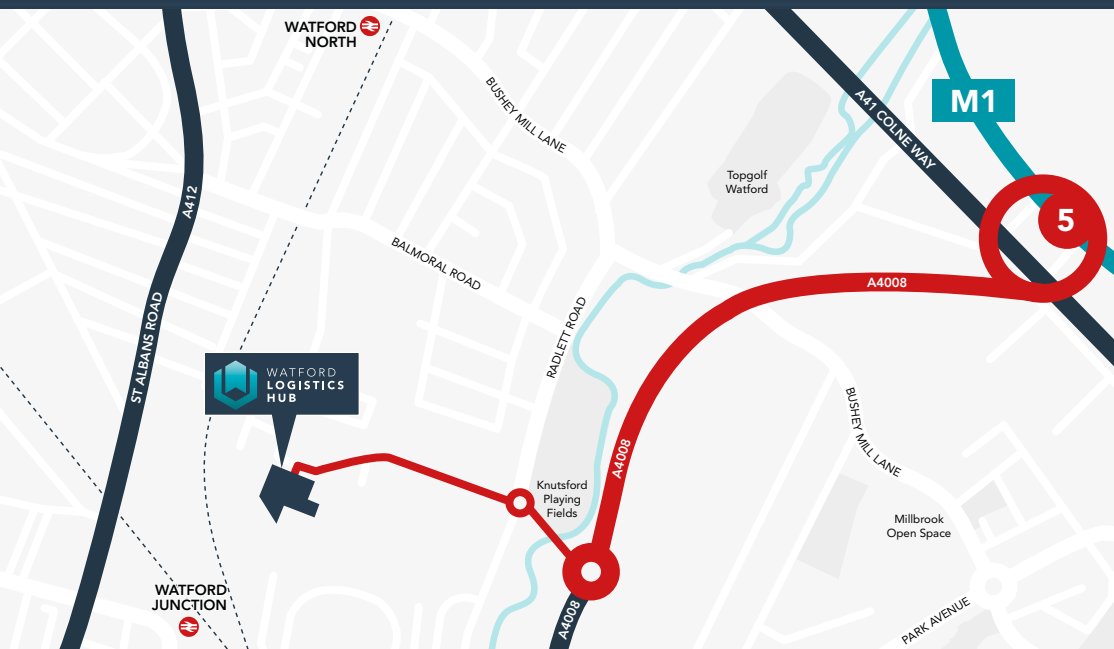 WATFORD
NORTH
BUSHEY MILL LANE
M1
A41 COLNE WAY
Topgolf
Watford
A412
5
BALMORAL ROAD
A4008
RADLETT ROAD
ST ALBANS ROAD
WATFORD
LOGISTICS
HUB
BUSHEY MILL LANE
A4008
Knutsford
Playing
Fields
Millbrook
Open Space
WATFORD
JUNCTION
A4008
PARK AVENUE